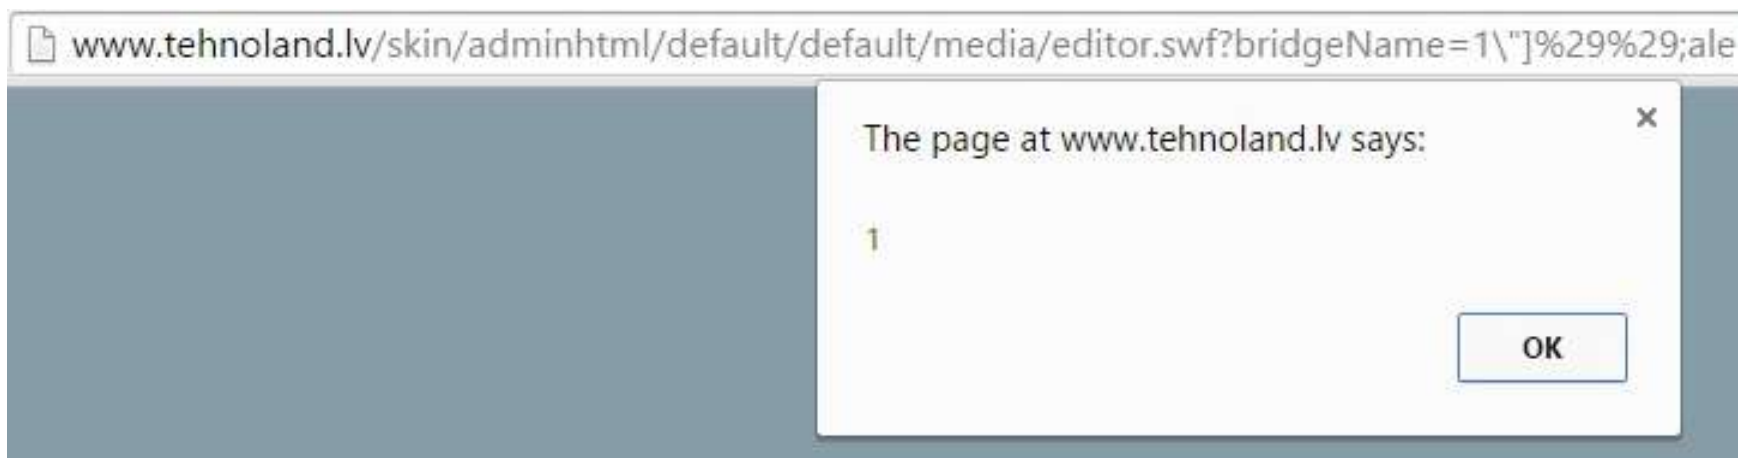 www.tehnoland.lv/skin/adminhtml/default/default/media/editor.swf?bridgeName=1\"]%29%29;ale
The page at www.tehnoland.lv says:
1
OK